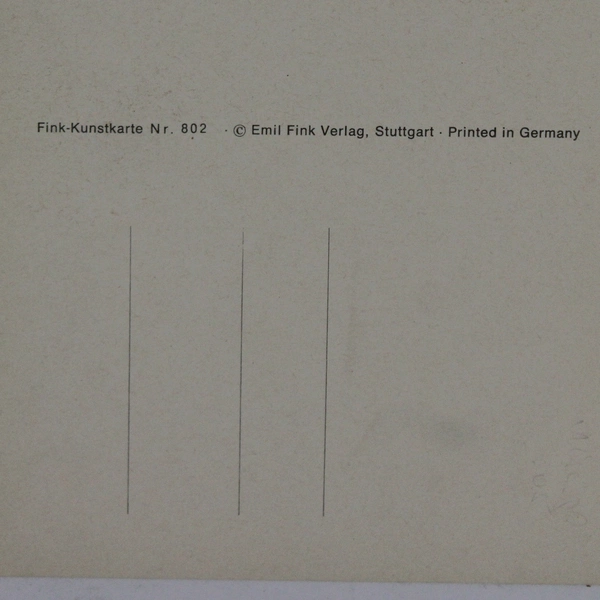 Fink-Kunstkarte Nr. 802 · © Emil Fink Verlag, Stuttgart · Printed in Germany